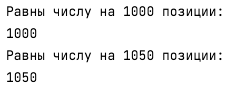 Равны числу на 1000 позиции:
1000
Равны числу на 1050 позиции:
1050